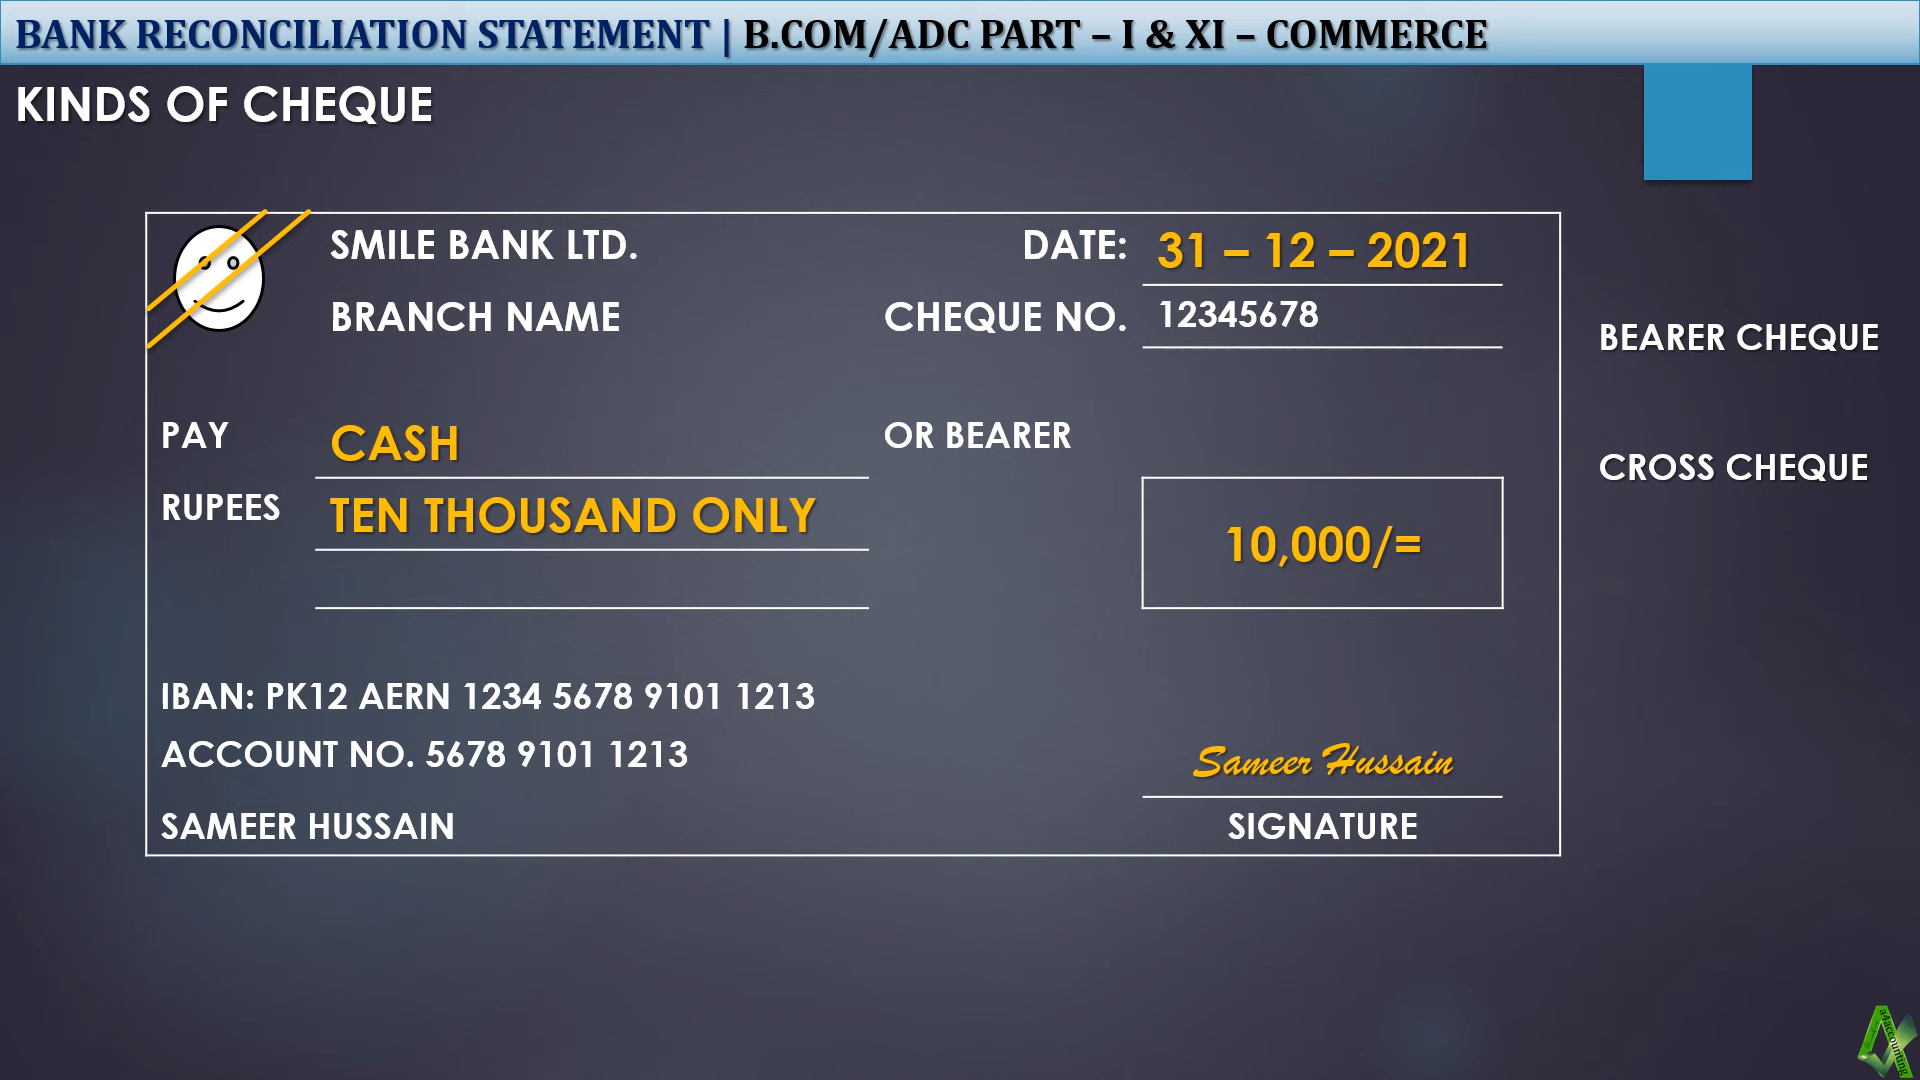 BANK RECONCILIATION STATEMENT | B.COM/ADC PART – I & XI – COMMERCE
KINDS OF CHEQUE
SMILE BANK LTD. DATE: 31 – 12 – 2021
BRANCH NAME CHEQUE NO. 12345678
BEARER CHEQUE
PAY CASH OR BEARER
CROSS CHEQUE
RUPEES TEN THOUSAND ONLY
10,000/=
IBAN: PK12 AERN 1234 5678 9101 1213
ACCOUNT NO. 5678 9101 1213
Sameer Hussain
SAMEER HUSSAIN SIGNATURE
a4accounting